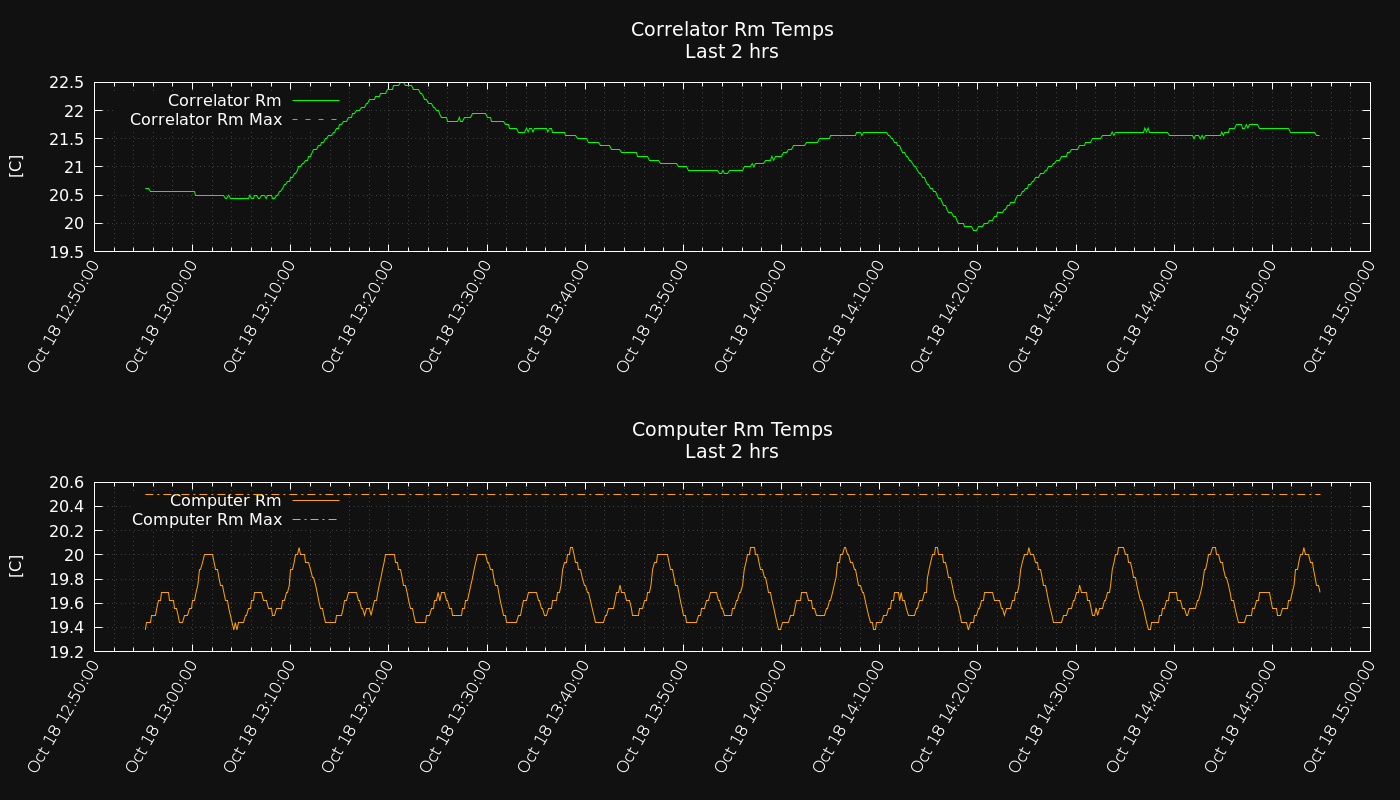 Correlator Rm Temps
Last 2 hrs
22.5
22
21.5
21
20.5
20
19.5
[C]
Correlator Rm
Correlator Rm Max
Oct 18 12:50:00
Oct 18 13:00:00
Oct 18 13:10:00
Oct 18 13:20:00
Oct 18 13:30:00
Oct 18 13:40:00
Oct 18 13:50:00
Oct 18 14:00:00
Oct 18 14:10:00
Oct 18 14:20:00
Oct 18 14:30:00
Oct 18 14:40:00
Oct 18 14:50:00
Oct 18 15:00:00
Computer Rm Temps
Last 2 hrs
20.6
20.4
20.2
20
19.8
19.6
19.4
19.2
[C]
Computer Rm
Computer Rm Max
Oct 18 12:50:00
Oct 18 13:00:00
Oct 18 13:10:00
Oct 18 13:20:00
Oct 18 13:30:00
Oct 18 13:40:00
Oct 18 13:50:00
Oct 18 14:00:00
Oct 18 14:10:00
Oct 18 14:20:00
Oct 18 14:30:00
Oct 18 14:40:00
Oct 18 14:50:00
Oct 18 15:00:00